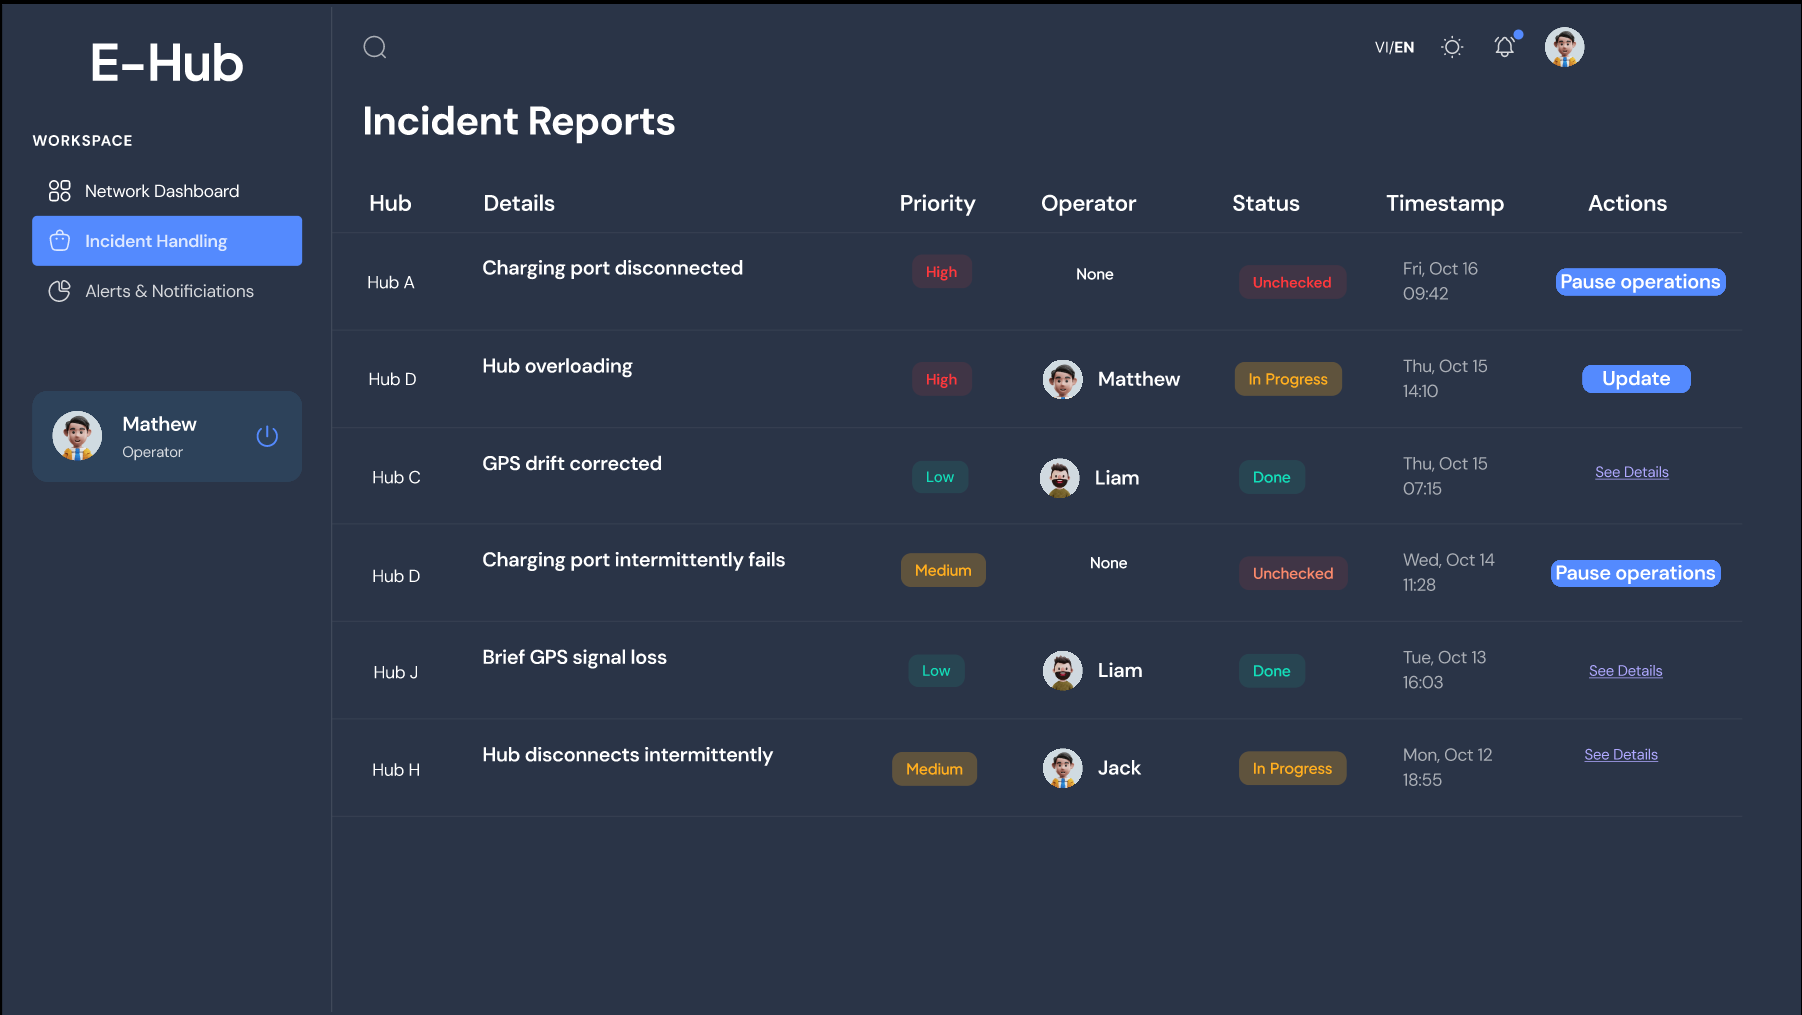 E-Hub
WORKSPACE
Network Dashboard
Incident Handling
Alerts & Notificiations
Mathew
Operator
VI/EN
Incident Reports
Hub Details Priority Operator Status Timestamp Actions
Hub A Charging port disconnected High None Unchecked Fri, Oct 16 Pause operations
09:42
Hub D Hub overloading High Matthew In Progress Thu, Oct 15 Update
14:10
Hub C GPS drift corrected Low Liam Done Thu, Oct 15 See Details
07:15
Hub D Charging port intermittently fails Medium None Unchecked Wed, Oct 14 Pause operations
11:28
Hub J Brief GPS signal loss Low Liam Done Tue, Oct 13 See Details
16:03
Hub H Hub disconnects intermittently Medium Jack In Progress Mon, Oct 12 See Details
18:55